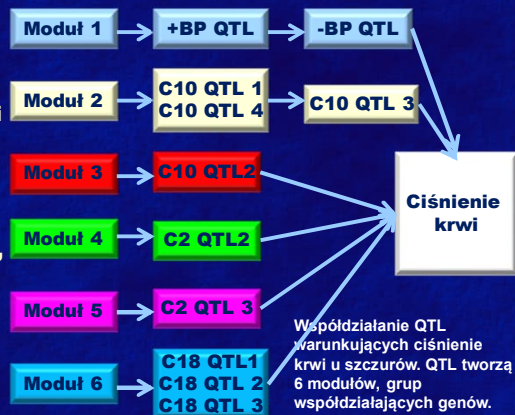 Moduł 1
+BP QTL
-BP QTL
Moduł 2
C10 QTL 1
C10 QTL 4
C10 QTL 3
Moduł 3
C10 QTL2
Ciśnienie
krwi
Moduł 4
C2 QTL2
Moduł 5
C2 QTL 3
Moduł 6
C18 QTL1
C18 QTL 2
C18 QTL 3
Współdziałanie QTL
warunkujących ciśnienie
krwi u szczurów. QTL tworzą
6 modułów, grup
współdziałających genów.